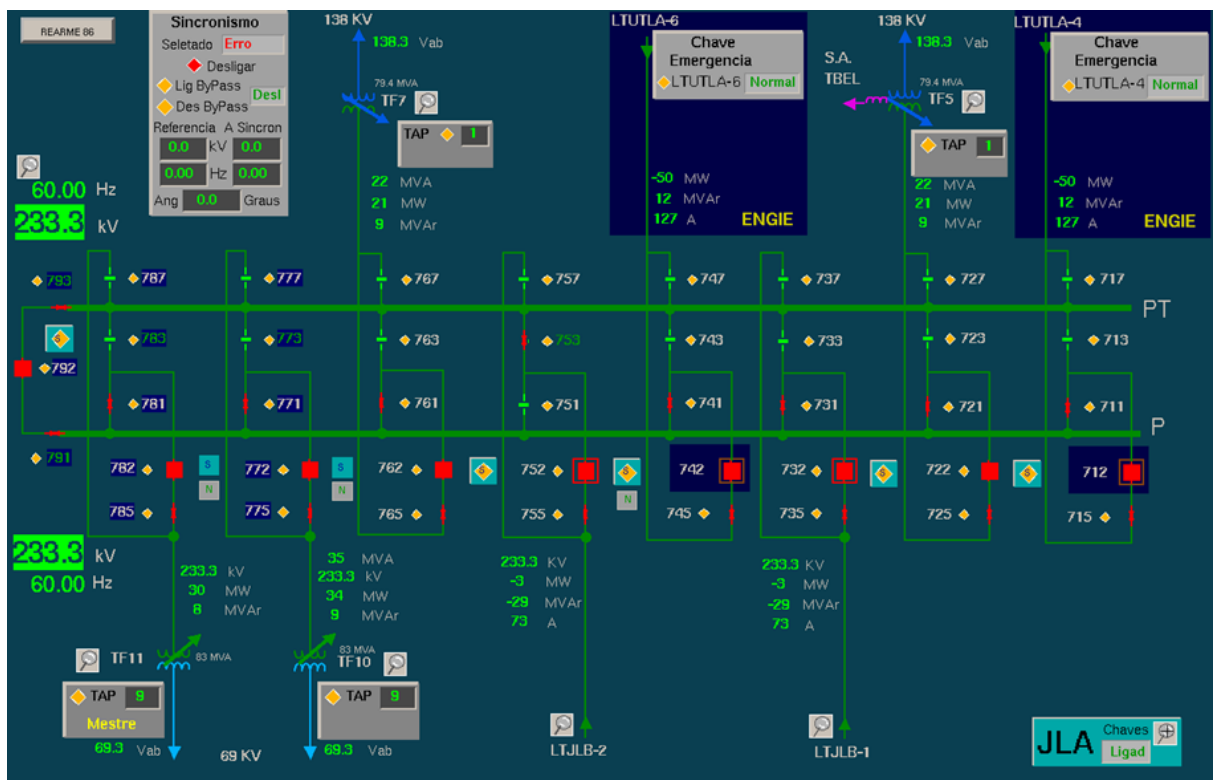 REARME 86
Sincronismo
Seletado Erro
Desligar
Lig ByPass
Des ByPass
Desl
Referencia A Sincron
0.0 kV 0.0
0.00 Hz 0.00
Ang 0.0 Graus
138 KV
138.3 Vab
79.4 MVA
TF7
TAP 1
22 MVA
21 MW
9 MVAr
LTUTLA-6
Chave
Emergencia
LTUTLA-6 Normal
-50 MW
12 MVAr
127 A
ENGIE
138 KV
138.3 Vab
S.A.
TBEL
79.4 MVA
TF5
TAP 1
22 MVA
21 MW
9 MVAr
LTUTLA-4
Chave
Emergencia
LTUTLA-4 Normal
-50 MW
12 MVAr
127 A
ENGIE
60.00 Hz
233.3 kV
793 787 777 767 757 747 737 727 717
PT
783 773 763 753 743 733 723 713
S
792
781 771 761 751 741 731 721 711
P
791
782 S 772 S 762 S 752 S 742 732 S 722 S 712
N N N
785 775 765 755 745 735 725 715
233.3 kV
60.00 Hz
233.3 kV
30 MW
8 MVAr
35 MVA
233.3 kV
34 MW
9 MVAr
233.3 KV
-3 MW
-29 MVAr
73 A
233.3 KV
-3 MW
-29 MVAr
73 A
TF11
83 MVA
TAP 9
Mestre
69.3 Vab
69 KV
83 MVA
TF10
TAP 9
69.3 Vab
LTJLB-2
LTJLB-1
JLA
Chaves
Ligad